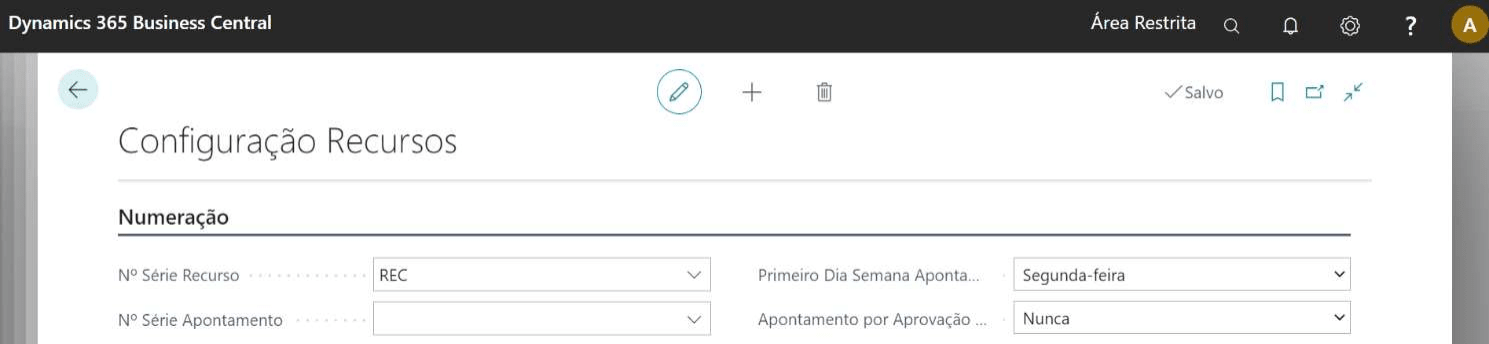 Dynamics 365 Business Central
Área Restrita
?
A
Salvo
Configuração Recursos
Numeração
Nº Série Recurso
REC
Primeiro Dia Semana Aponta...
Segunda-feira
Nº Série Apontamento
Apontamento por Aprovação ...
Nunca